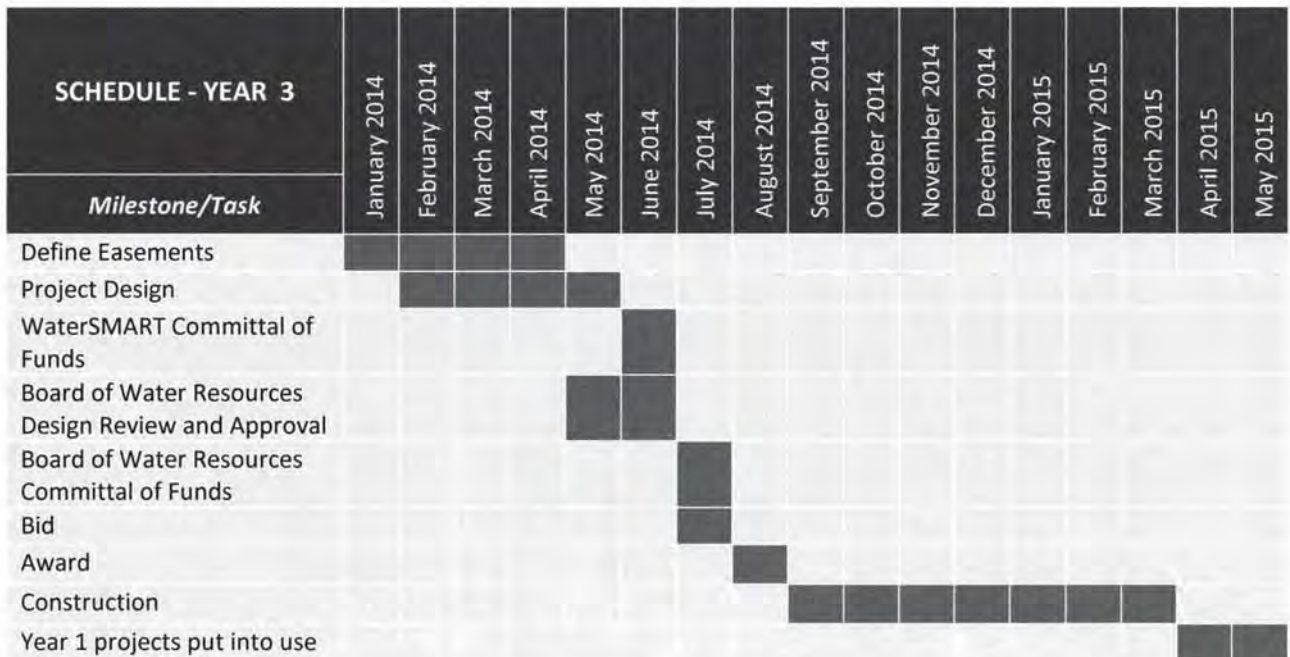 SCHEDULE - YEAR 3
Milestone/Task
January 2014
February 2014
March 2014
April 2014
May 2014
June 2014
July 2014
August 2014
September 2014
October 2014
November 2014
December 2014
January 2015
February 2015
March 2015
April 2015
May 2015
Define Easements
Project Design
WaterSMART Committal of
Funds
Board of Water Resources
Design Review and Approval
Board of Water Resources
Committal of Funds
Bid
Award
Construction
Year 1 projects put into use